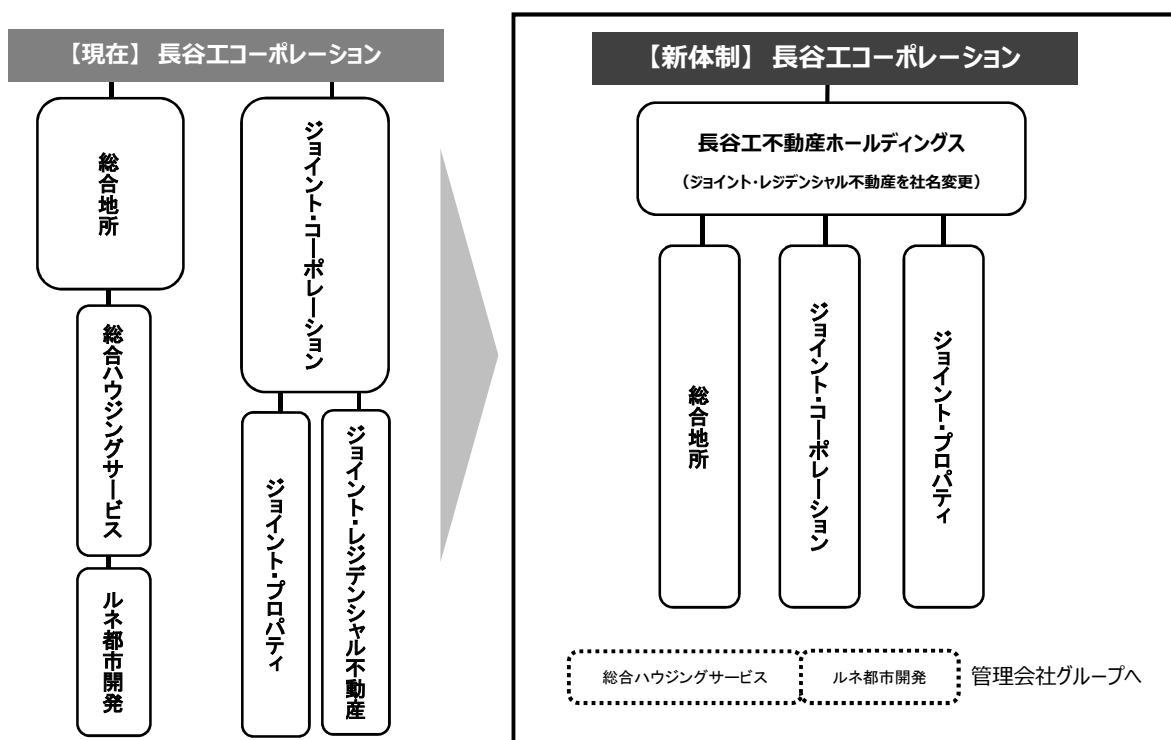 【現在】 長谷工コーポレーション
総合地所
総合ハウジングサービス
ルネ都市開発
ジョイント・コーポレーション
ジョイント・プロパティ
ジョイント・レジデンシャル不動産
【新体制】 長谷工コーポレーション
長谷工不動産ホールディングス
（ジョイント・レジデンシャル不動産を社名変更）
総合地所
ジョイント・コーポレーション
ジョイント・プロパティ
総合ハウジングサービス
ルネ都市開発
管理会社グループへ